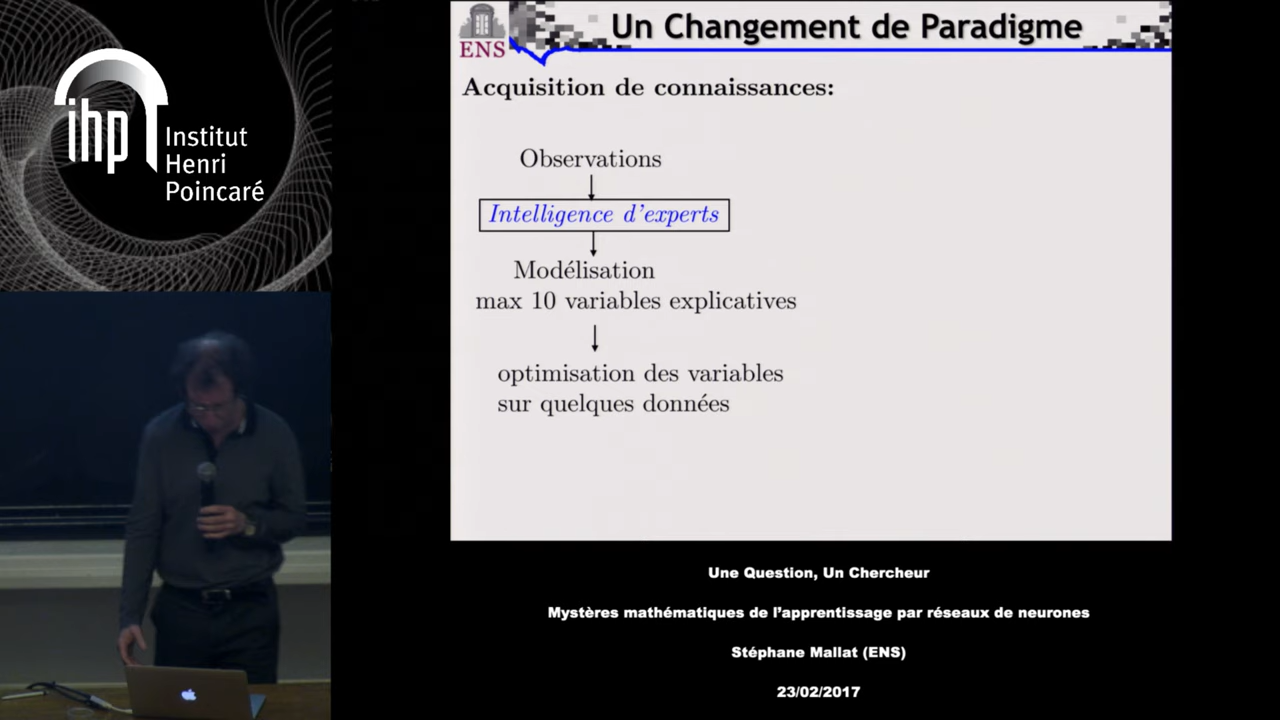 ihp
Institut
Henri
Poincaré
ENS
Un Changement de Paradigme
Acquisition de connaissances:
Observations
Intelligence d'experts
Modélisation
max 10 variables explicatives
optimisation des variables
sur quelques données
Une Question, Un Chercheur
Mystères mathématiques de l'apprentissage par réseaux de neurones
Stéphane Mallat (ENS)
23/02/2017